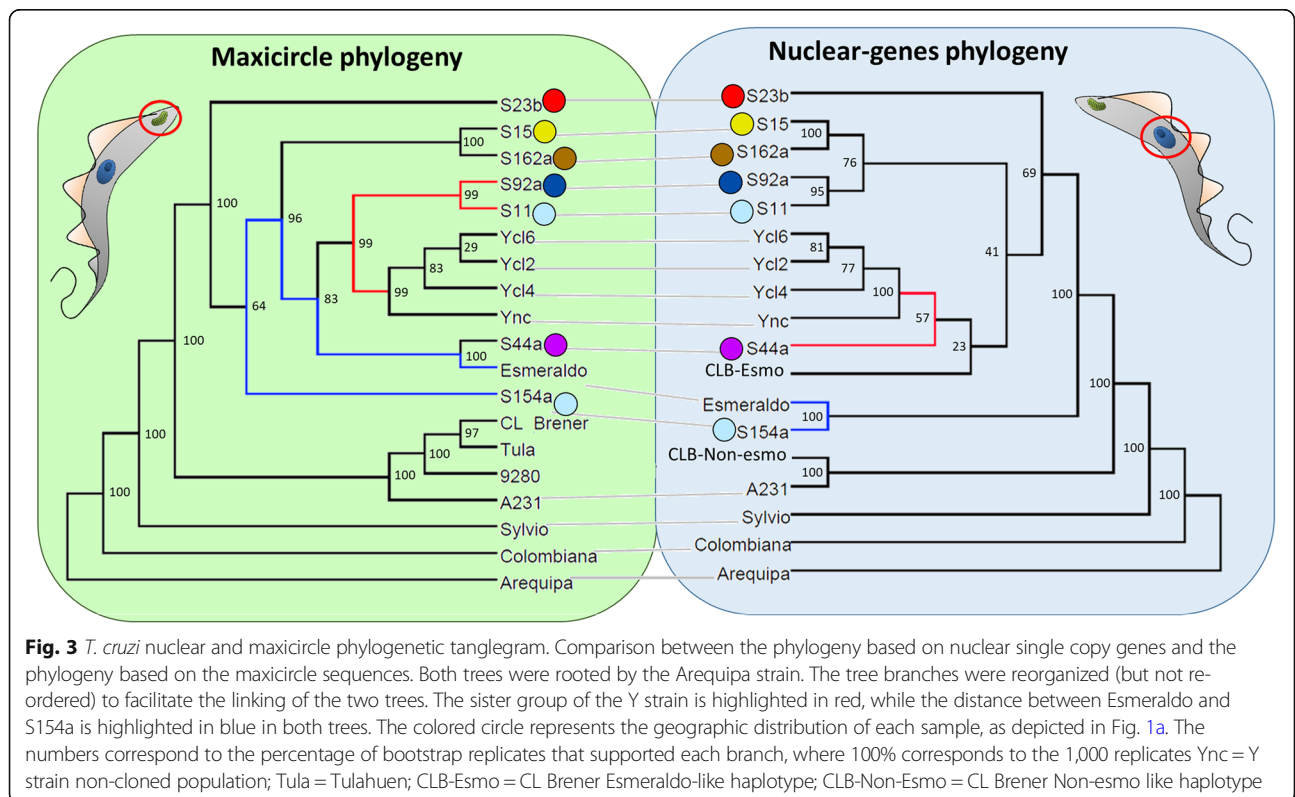 Maxicircle phylogeny
S23b
S15
S162a
S92a
S11
Ycl6
Ycl2
Ycl4
Ync
S44a
Esmeraldo
S154a
CL Brener
Tula
9280
A231
Sylvio
Colombiana
Arequipa
100
100
96
99
99
29
83
99
83
64
100
100
97
100
100
100
100
Nuclear-genes phylogeny
S23b
S15
S162a
S92a
S11
Ycl6
Ycl2
Ycl4
Ync
S44a
CLB-Esmo
Esmeraldo
S154a
CLB-Non-esmo
A231
Sylvio
Colombiana
Arequipa
100
76
95
69
81
77
41
100
57
23
100
100
100
100
100
100
Fig. 3 T. cruzi nuclear and maxicircle phylogenetic tanglegram. Comparison between the phylogeny based on nuclear single copy genes and the
phylogeny based on the maxicircle sequences. Both trees were rooted by the Arequipa strain. The tree branches were reorganized (but not re-
ordered) to facilitate the linking of the two trees. The sister group of the Y strain is highlighted in red, while the distance between Esmeraldo and
S154a is highlighted in blue in both trees. The colored circle represents the geographic distribution of each sample, as depicted in Fig. 1a. The
numbers correspond to the percentage of bootstrap replicates that supported each branch, where 100% corresponds to the 1,000 replicates Ync = Y
strain non-cloned population; Tula = Tulahuen; CLB-Esmo = CL Brener Esmeraldo-like haplotype; CLB-Non-Esmo = CL Brener Non-esmo like haplotype